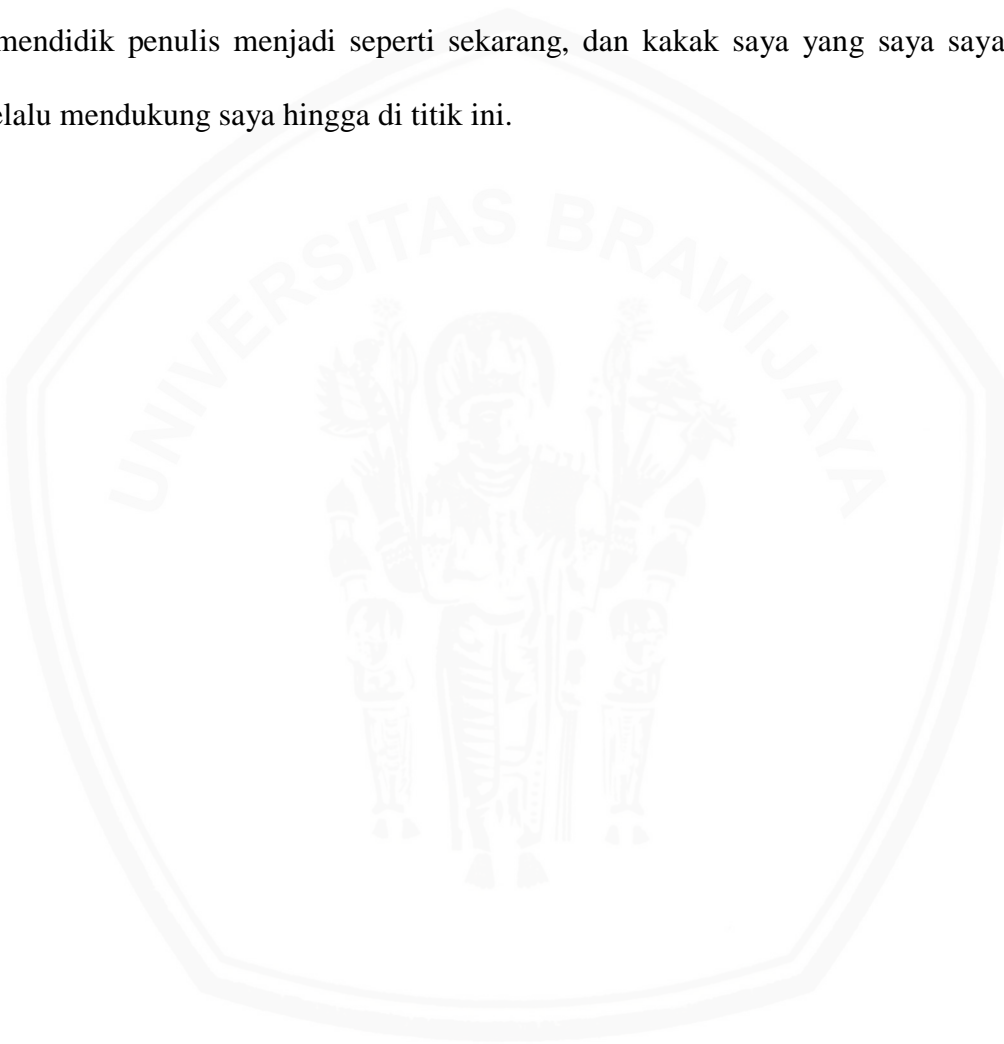 mendidik penulis menjadi seperti sekarang, dan kakak saya yang saya saya
elalu mendukung saya hingga di titik ini.
UNIVERSITAS BRAWIJAYA